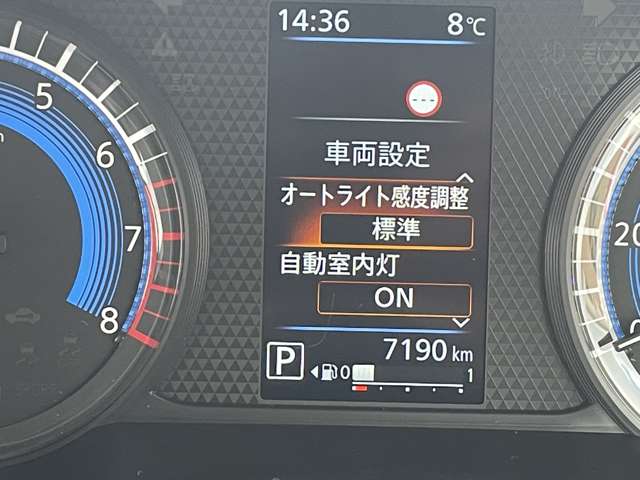 14:36 8℃
---
車両設定
オートライト感度調整
標準
自動室内灯
ON
7190 km
P 0 1
5
6
7
8
20